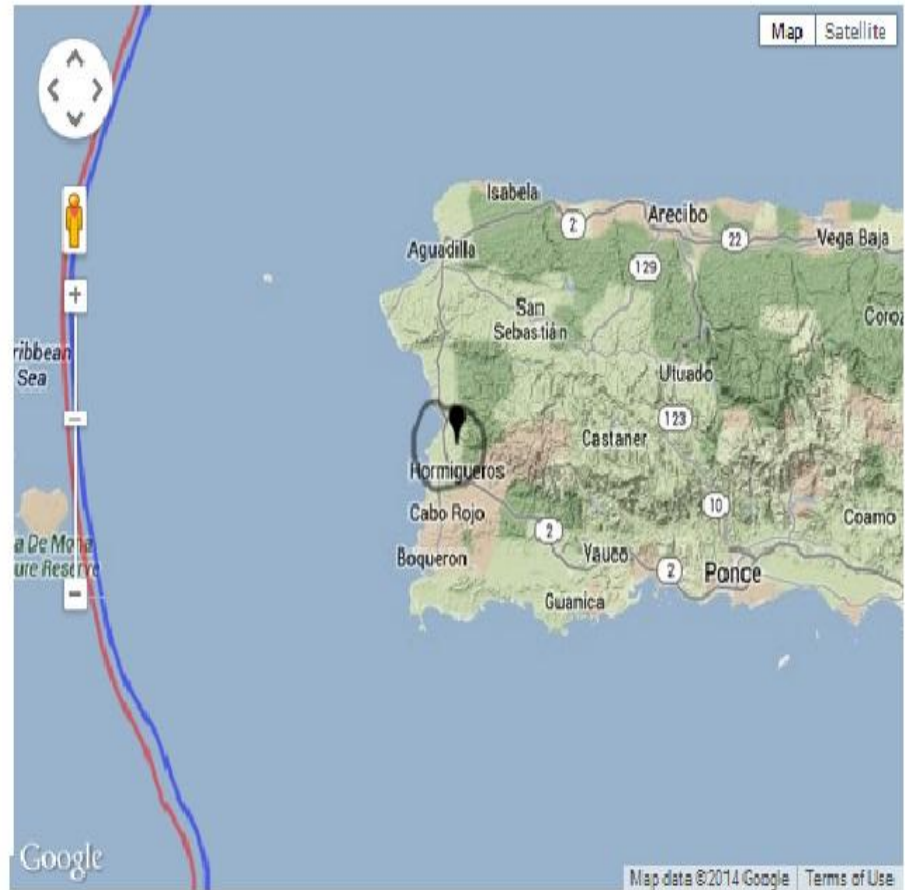 Map Satellite
Isabela
2
Arecibo
22
Vega Baja
Aguadilla
129
San
Sebastián
Coroz
ribbean
Sea
Utuado
123
Castaner
Hormigueros
10
Cabo Rojo
2
Coamo
a De Mona
ure Reserve
Boqueron
Yauco
2
Ponce
Guanica
Google
Map data ©2014 Google Terms of Use